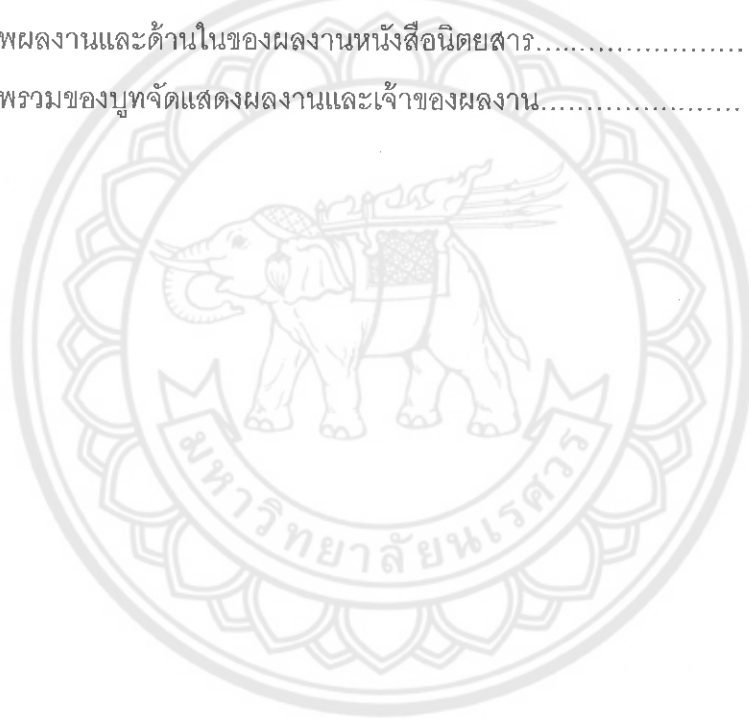 พผลงานและด้านในของผลงานหนังสือนิตยสาร......................
พรวมของบูทจัดแสดงผลงานและเจ้าของผลงาน......................
มหาวิทยาลัยนเรศวร